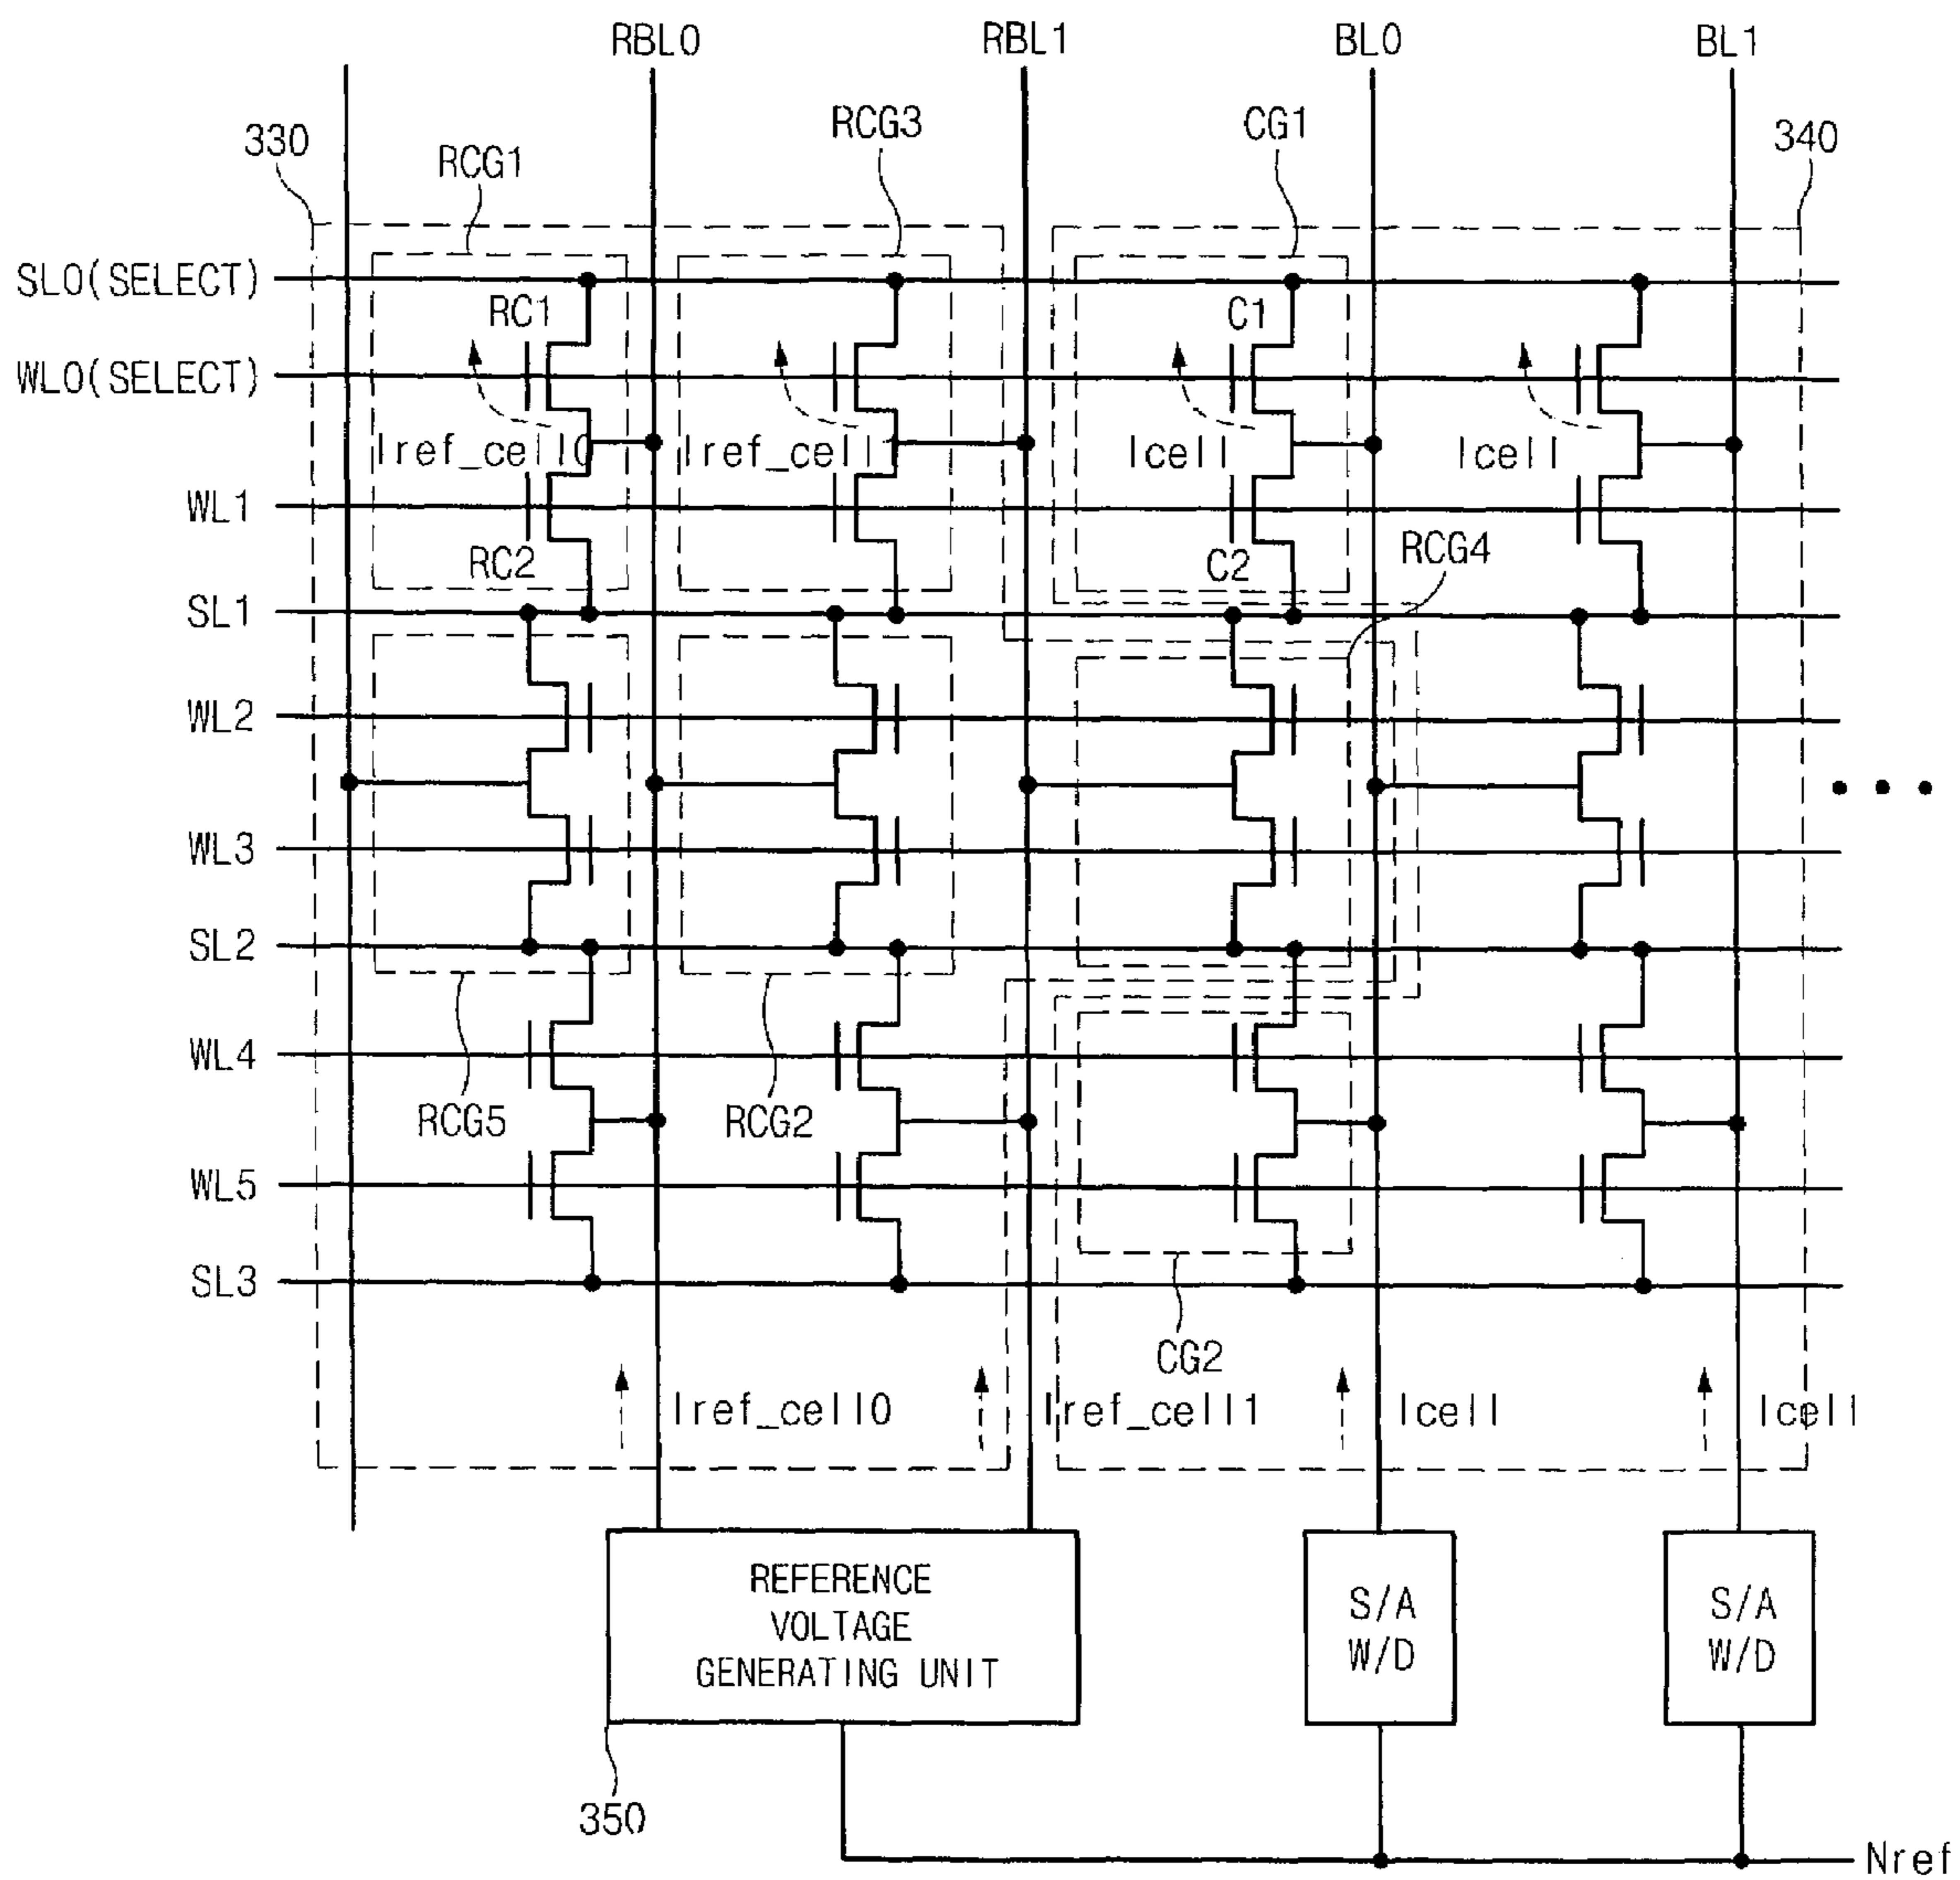 RBL0 RBL1 BL0 BL1
330 RCG1 RCG3 CG1 340
SL0(SELECT)
RC1 C1
WL0(SELECT)
Iref_cell0 Iref_cell1 Icell Icell
WL1
RC2 C2 RCG4
SL1
WL2
WL3
SL2
WL4
RCG5 RCG2
WL5
SL3
CG2
Iref_cell0 Iref_cell1 Icell Icell
REFERENCE
VOLTAGE
GENERATING UNIT
S/A
W/D
S/A
W/D
350
Nref